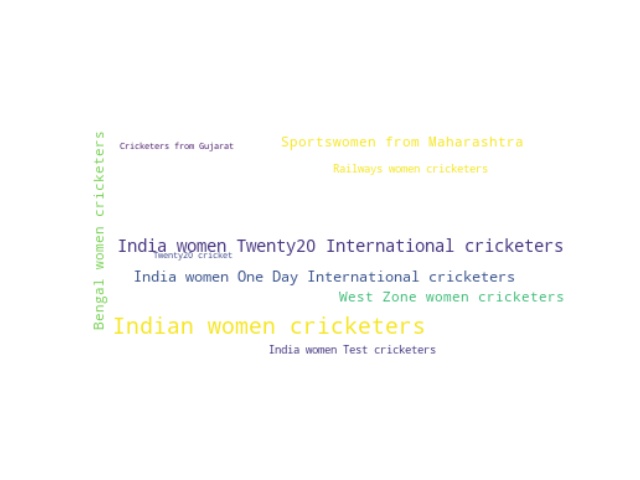 Sportswomen from Maharashtra
Cricketers from Gujarat
Railways women cricketers
Bengal women cricketers
India women Twenty20 International cricketers
Twenty20 cricket
India women One Day International cricketers
West Zone women cricketers
Indian women cricketers
India women Test cricketers